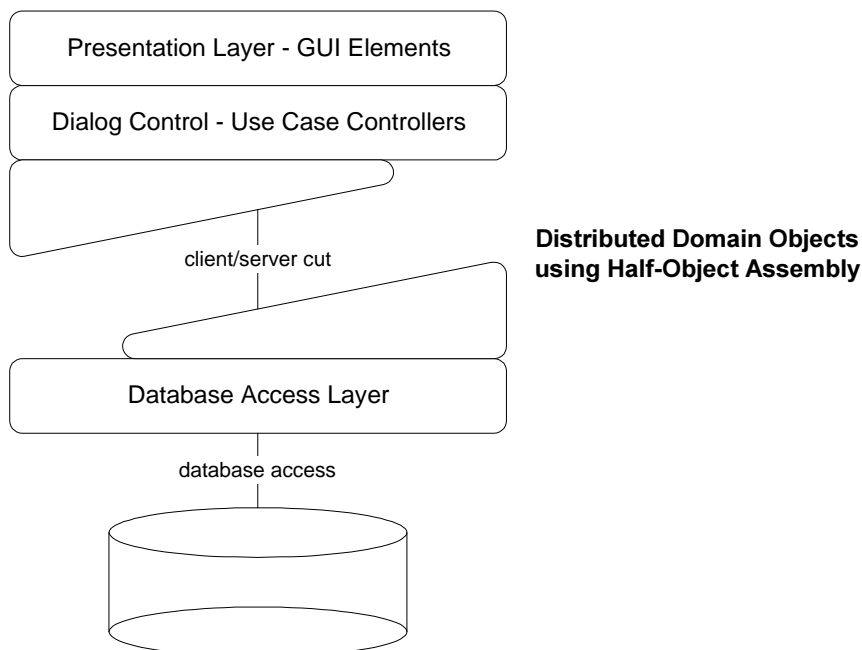 Presentation Layer - GUI Elements
Dialog Control - Use Case Controllers
client/server cut
Distributed Domain Objects
using Half-Object Assembly
Database Access Layer
database access